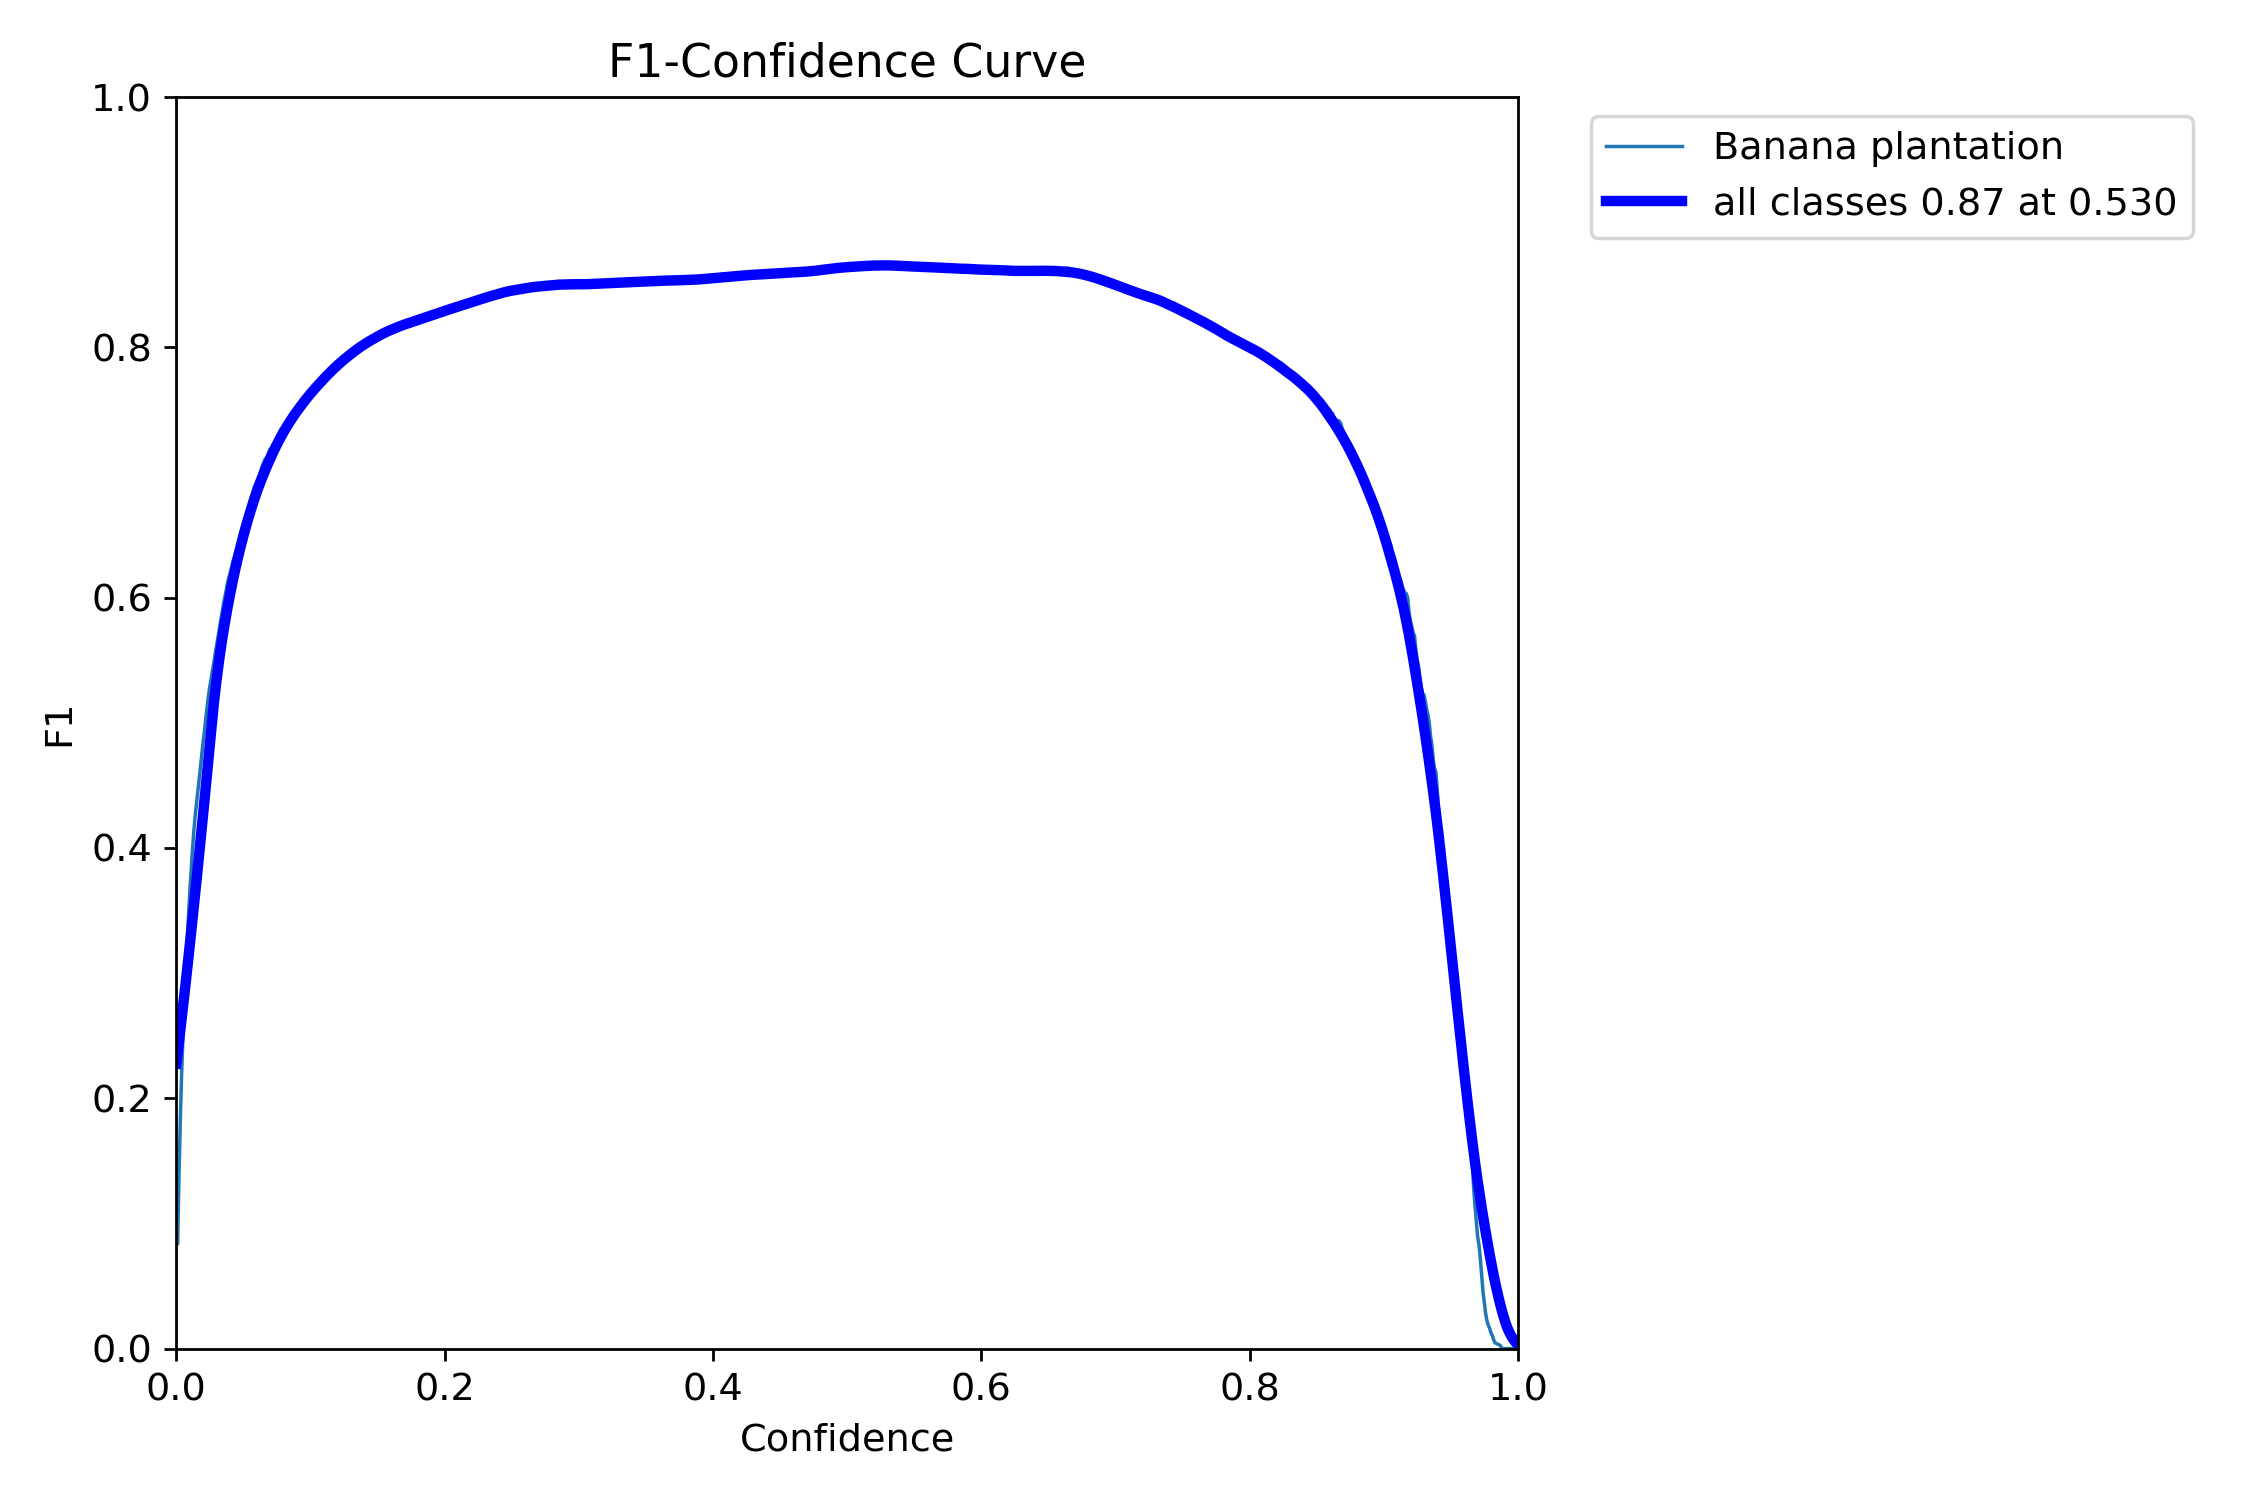 F1-Confidence Curve
1.0
0.8
0.6
0.4
0.2
0.0
F1
0.0 0.2 0.4 0.6 0.8 1.0
Confidence
Banana plantation
all classes 0.87 at 0.530